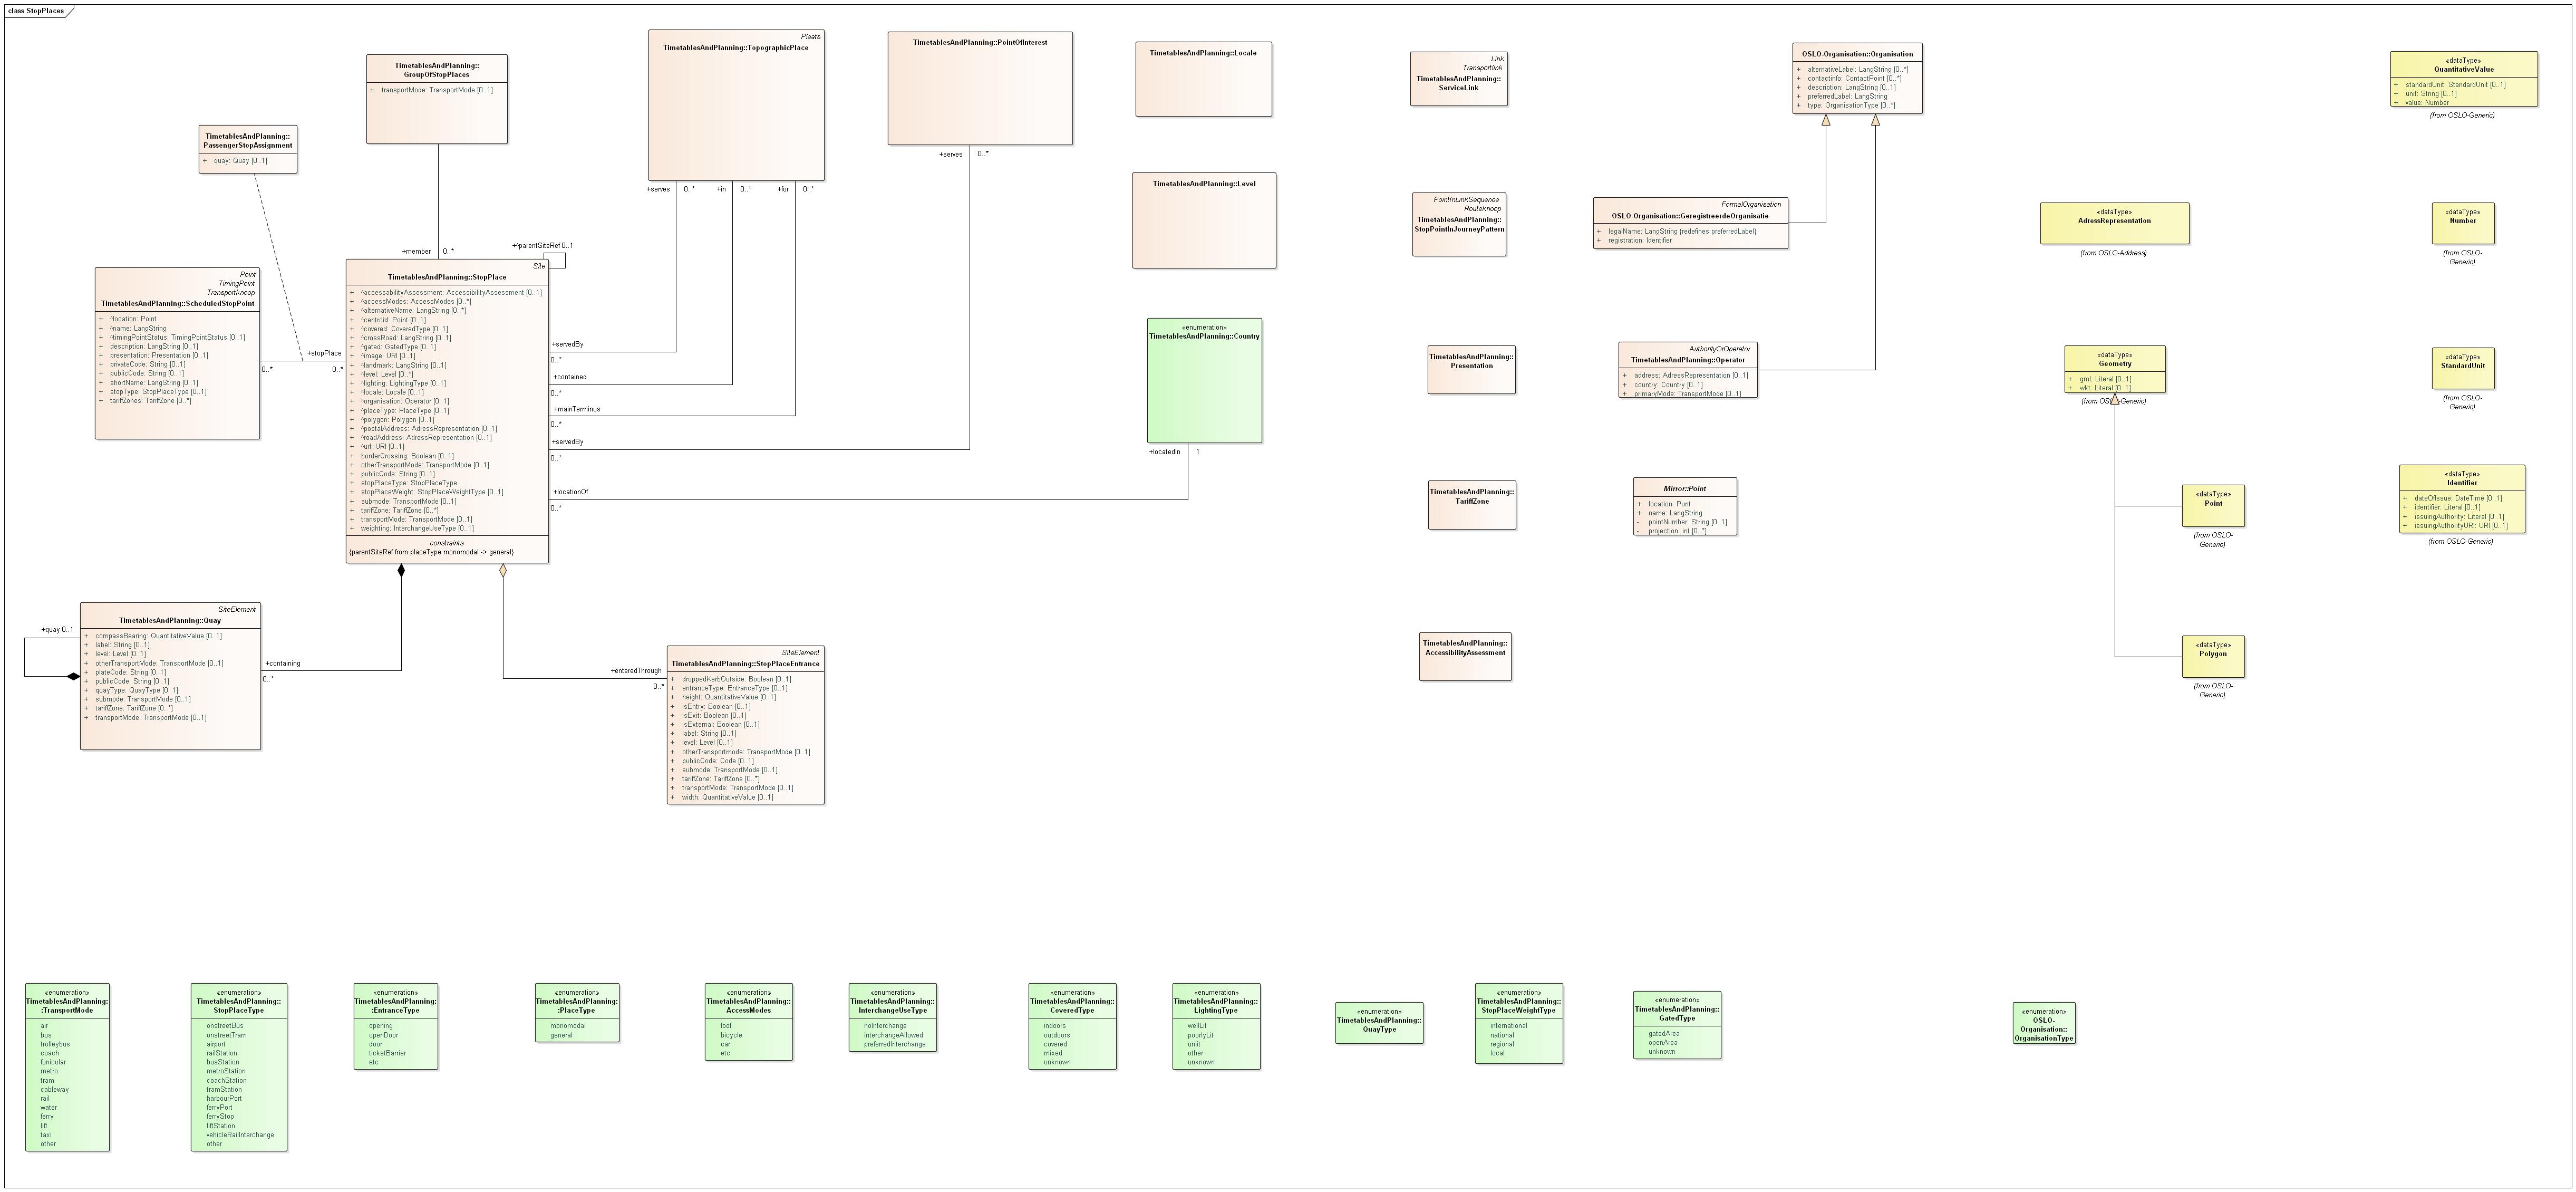 class StopPlaces
TimetablesAndPlanning::
GroupOfStopPlaces
+ transportMode: TransportMode [0..1]
Plaats
TimetablesAndPlanning::TopographicPlace
TimetablesAndPlanning::PointOfInterest
TimetablesAndPlanning::Locale
Link
Transportlink
TimetablesAndPlanning::
ServiceLink
OSLO-Organisation::Organisation
+ alternativeLabel: LangString [0..*]
+ contactinfo: ContactPoint [0..*]
+ description: LangString [0..1]
+ preferredLabel: LangString
+ type: OrganisationType [0..*]
«dataType»
QuantitativeValue
+ standardUnit: StandardUnit [0..1]
+ unit: String [0..1]
+ value: Number
(from OSLO-Generic)
TimetablesAndPlanning::
PassengerStopAssignment
+ quay: Quay [0..1]
+serves 0..*
+serves 0..*
+in 0..*
+for 0..*
TimetablesAndPlanning::Level
PointInLinkSequence
Routeknoop
TimetablesAndPlanning::
StopPointInJourneyPattern
FormalOrganisation
OSLO-Organisation::GeregistreerdeOrganisatie
+ legalName: LangString {redefines preferredLabel}
+ registration: Identifier
«dataType»
AdressRepresentation
(from OSLO-Address)
«dataType»
Number
(from OSLO-
Generic)
+member 0..*
+^parentSiteRef 0..1
Point
TimingPoint
Transportknoop
TimetablesAndPlanning::ScheduledStopPoint
+ ^location: Point
+ ^name: LangString
+ ^timingPointStatus: TimingPointStatus [0..1]
+ description: LangString [0..1]
+ presentation: Presentation [0..1]
+ privateCode: String [0..1]
+ publicCode: String [0..1]
+ shortName: LangString [0..1]
+ stopType: StopPlaceType [0..1]
+ tariffZones: TariffZone [0..*]
+stopPlace
0..*
0..*
Site
TimetablesAndPlanning::StopPlace
+ ^accessabilityAssessment: AccessibilityAssessment [0..1]
+ ^accessModes: AccessModes [0..*]
+ ^alternativeName: LangString [0..*]
+ ^centroid: Point [0..1]
+ ^covered: CoveredType [0..1]
+ ^crossRoad: LangString [0..1]
+ ^gated: GatedType [0..1]
+ ^image: URI [0..1]
+ ^landmark: LangString [0..1]
+ ^level: Level [0..*]
+ ^lighting: LightingType [0..1]
+ ^locale: Locale [0..1]
+ ^organisation: Operator [0..1]
+ ^placeType: PlaceType [0..1]
+ ^polygon: Polygon [0..1]
+ ^postalAddress: AdressRepresentation [0..1]
+ ^roadAddress: AdressRepresentation [0..1]
+ ^url: URI [0..1]
+ borderCrossing: Boolean [0..1]
+ otherTransportMode: TransportMode [0..1]
+ publicCode: String [0..1]
+ stopPlaceType: StopPlaceType
+ stopPlaceWeight: StopPlaceWeightType [0..1]
+ submode: TransportMode [0..1]
+ tariffZone: TariffZone [0..*]
+ transportMode: TransportMode [0..1]
+ weighting: InterchangeUseType [0..1]
constraints
{parentSiteRef from placeType monomodal -> general}
+servedBy
0..*
+contained
0..*
+mainTerminus
0..*
+servedBy
0..*
+locationOf
0..*
«enumeration»
TimetablesAndPlanning::Country
+locatedIn 1
TimetablesAndPlanning::
Presentation
AuthorityOrOperator
TimetablesAndPlanning::Operator
+ address: AdressRepresentation [0..1]
+ country: Country [0..1]
+ primaryMode: TransportMode [0..1]
«dataType»
Geometry
+ gml: Literal [0..1]
+ wkt: Literal [0..1]
(from OSLO-Generic)
«dataType»
StandardUnit
(from OSLO-
Generic)
TimetablesAndPlanning::
TariffZone
Mirror::Point
+ location: Punt
+ name: LangString
- pointNumber: String [0..1]
- projection: int [0..*]
«dataType»
Point
(from OSLO-
Generic)
«dataType»
Identifier
+ dateOfIssue: DateTime [0..1]
+ identifier: Literal [0..1]
+ issuingAuthority: Literal [0..1]
+ issuingAuthorityURI: URI [0..1]
(from OSLO-Generic)
+quay 0..1
SiteElement
TimetablesAndPlanning::Quay
+ compassBearing: QuantitativeValue [0..1]
+ label: String [0..1]
+ level: Level [0..1]
+ otherTransportMode: TransportMode [0..1]
+ plateCode: String [0..1]
+ publicCode: String [0..1]
+ quayType: QuayType [0..1]
+ submode: TransportMode [0..1]
+ tariffZone: TariffZone [0..*]
+ transportMode: TransportMode [0..1]
+containing
0..*
+enteredThrough
0..*
SiteElement
TimetablesAndPlanning::StopPlaceEntrance
+ droppedKerbOutside: Boolean [0..1]
+ entranceType: EntranceType [0..1]
+ height: QuantitativeValue [0..1]
+ isEntry: Boolean [0..1]
+ isExit: Boolean [0..1]
+ isExternal: Boolean [0..1]
+ label: String [0..1]
+ level: Level [0..1]
+ otherTransportmode: TransportMode [0..1]
+ publicCode: Code [0..1]
+ submode: TransportMode [0..1]
+ tariffZone: TariffZone [0..*]
+ transportMode: TransportMode [0..1]
+ width: QuantitativeValue [0..1]
TimetablesAndPlanning::
AccessibilityAssessment
«dataType»
Polygon
(from OSLO-
Generic)
«enumeration»
TimetablesAndPlanning:
:TransportMode
air
bus
trolleybus
coach
funicular
metro
tram
cableway
rail
water
ferry
lift
taxi
other
«enumeration»
TimetablesAndPlanning::
StopPlaceType
onstreetBus
onstreetTram
airport
railStation
busStation
metroStation
coachStation
tramStation
harbourPort
ferryPort
ferryStop
liftStation
vehicleRailInterchange
other
«enumeration»
TimetablesAndPlanning:
:EntranceType
opening
openDoor
door
ticketBarrier
etc
«enumeration»
TimetablesAndPlanning:
:PlaceType
monomodal
general
«enumeration»
TimetablesAndPlanning::
AccessModes
foot
bicycle
car
etc
«enumeration»
TimetablesAndPlanning::
InterchangeUseType
noInterchange
interchangeAllowed
preferredInterchange
«enumeration»
TimetablesAndPlanning::
CoveredType
indoors
outdoors
covered
mixed
unknown
«enumeration»
TimetablesAndPlanning::
LightingType
wellLit
poorlyLit
unlit
other
unknown
«enumeration»
TimetablesAndPlanning::
QuayType
«enumeration»
TimetablesAndPlanning::
StopPlaceWeightType
international
national
regional
local
«enumeration»
TimetablesAndPlanning::
GatedType
gatedArea
openArea
unknown
«enumeration»
OSLO-
Organisation::
OrganisationType